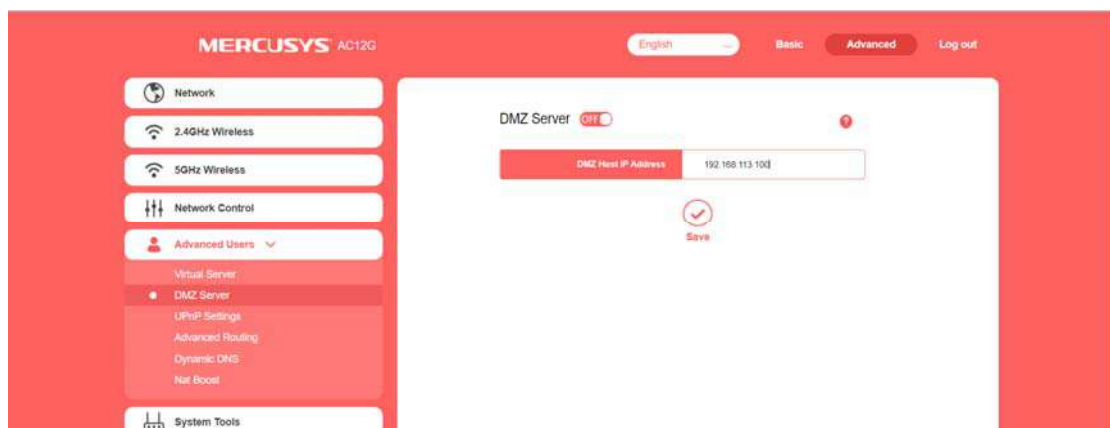 MERCUSYS AC12G
English
Basic
Advanced
Log out
Network
2.4GHz Wireless
5GHz Wireless
Network Control
Advanced Users
Virtual Server
DMZ Server
UPnP Settings
Advanced Routing
Dynamic DNS
Nat Boost
System Tools
DMZ Server OFF
?
DMZ Host IP Address 192.168.113.100
Save